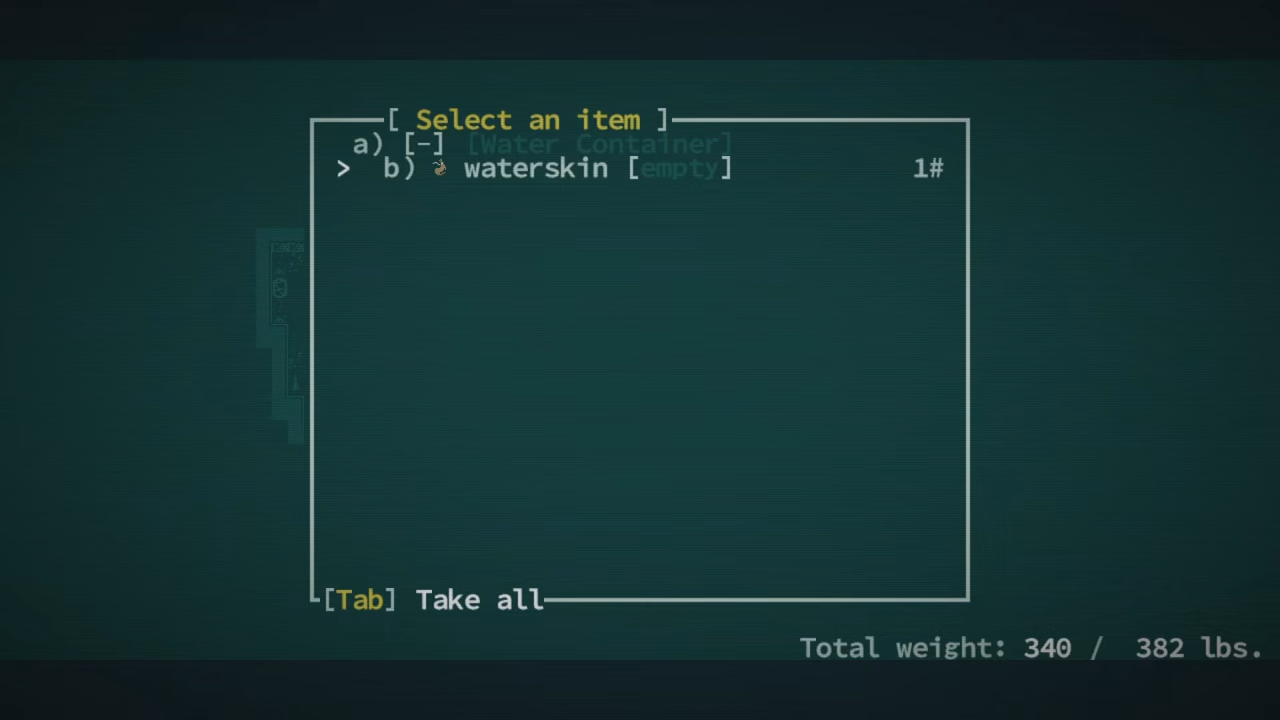 [ Select an item ]
a) [-] [Water Container]
> b) waterskin [empty] 1#
[Tab] Take all
Total weight: 340 / 382 lbs.